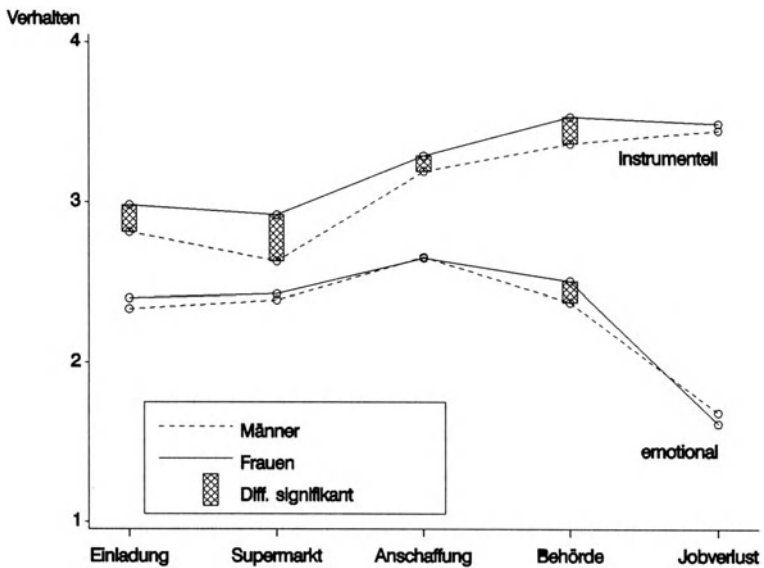 Verhalten
4
3
2
1
Instrumentell
emotional
Männer
Frauen
Diff. signifikant
Einladung Supermarkt Anschaffung Behörde Jobverlust